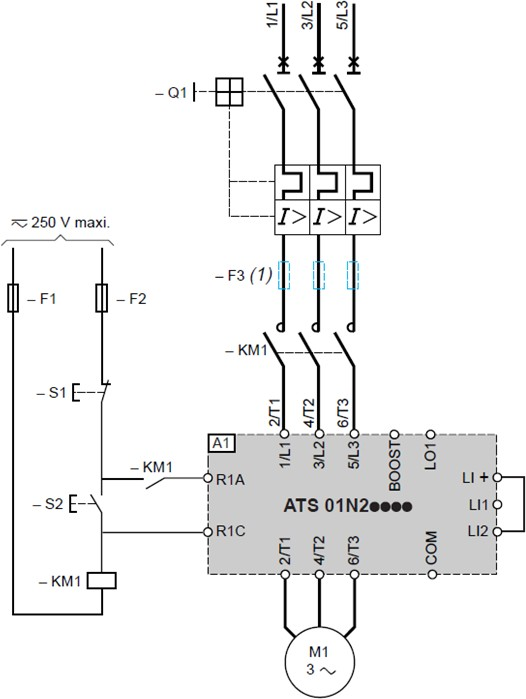 1/L1 3/L2 5/L3
– Q1
I> I> I>
≂ 250 V maxi.
– F1 – F2 – F3 (1)
– KM1
– S1
2/T1 4/T2 6/T3
A1
1/L1 3/L2 5/L3 BOOST LO1
– KM1 R1A LI +
– S2 ATS 01N2●●●● LI1
R1C LI2
– KM1 2/T1 4/T2 6/T3 COM
M1
3 ~